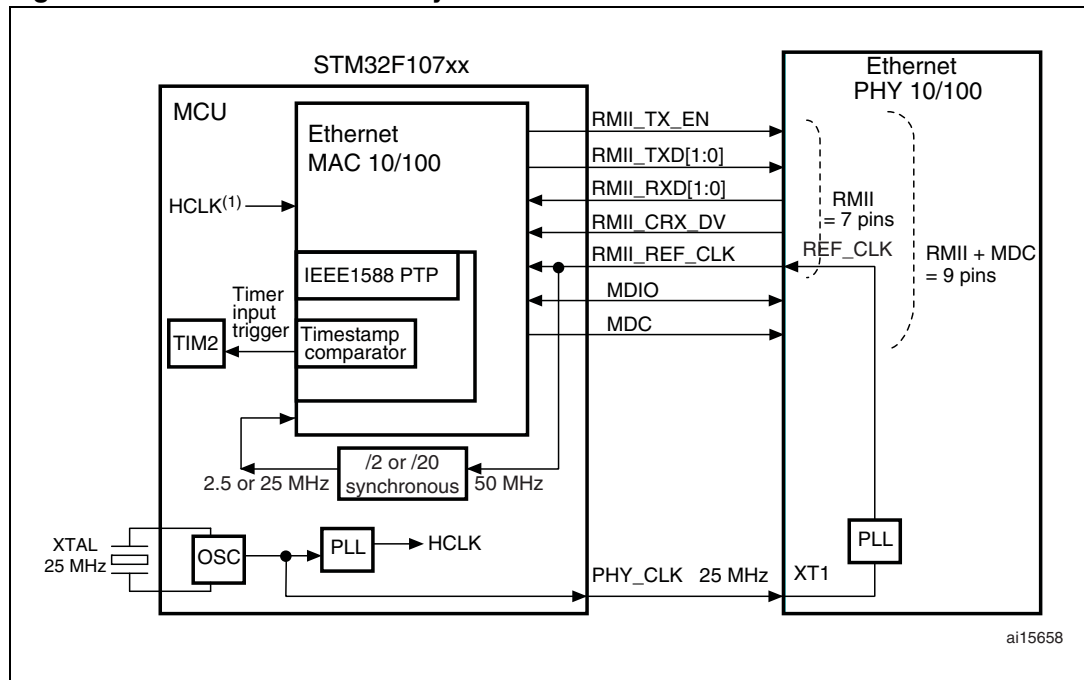 STM32F107xx
MCU
Ethernet
MAC 10/100
HCLK(1)
IEEE1588 PTP
Timer
input
trigger
TIM2
Timestamp
comparator
/2 or /20
synchronous
2.5 or 25 MHz
50 MHz
XTAL
25 MHz
OSC
PLL
HCLK
RMII_TX_EN
RMII_TXD[1:0]
RMII_RXD[1:0]
RMII_CRX_DV
RMII_REF_CLK
MDIO
MDC
PHY_CLK 25 MHz
Ethernet
PHY 10/100
RMII
= 7 pins
REF_CLK
RMII + MDC
= 9 pins
PLL
XT1
ai15658